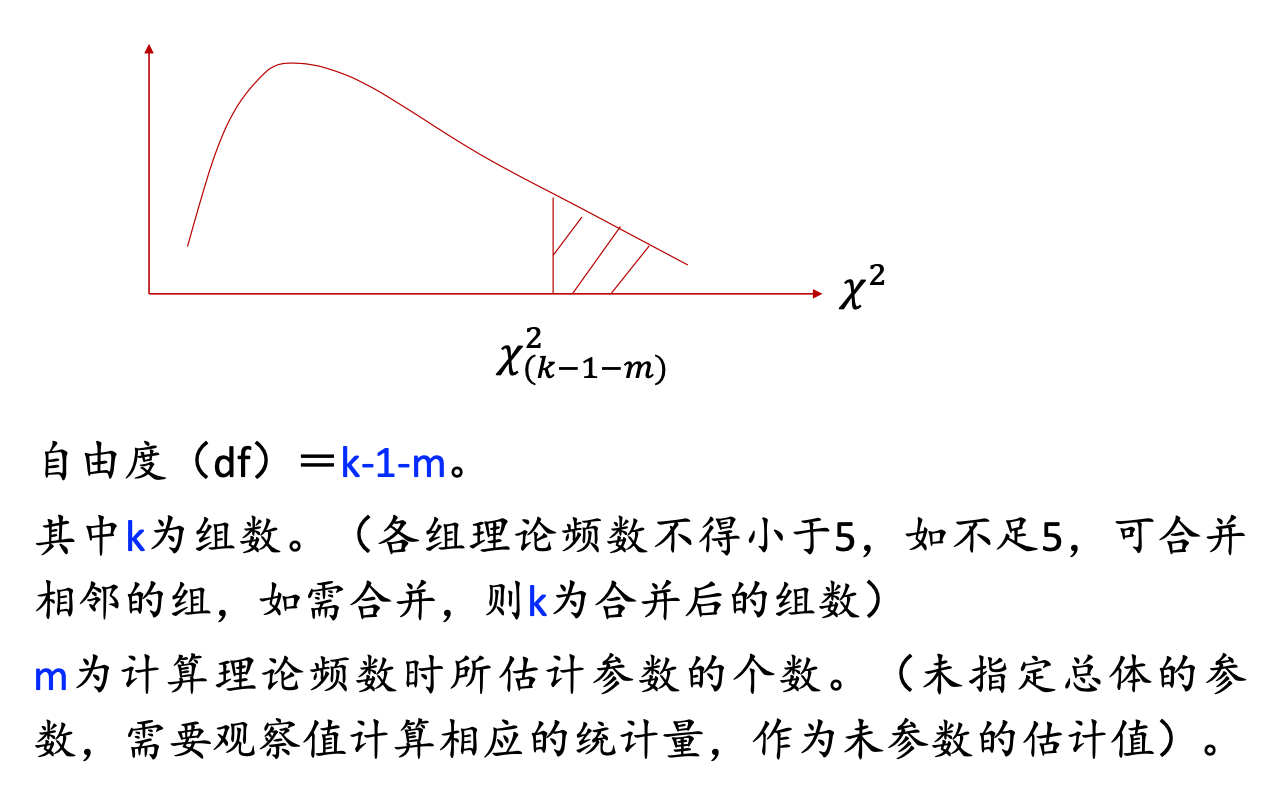 χ²
χ²₍ₖ₋₁₋ₘ₎
自由度（df）＝k-1-m。
其中k为组数。（各组理论频数不得小于5，如不足5，可合并
相邻的组，如需合并，则k为合并后的组数）
m为计算理论频数时所估计参数的个数。（未指定总体的参
数，需要观察值计算相应的统计量，作为未参数的估计值）。